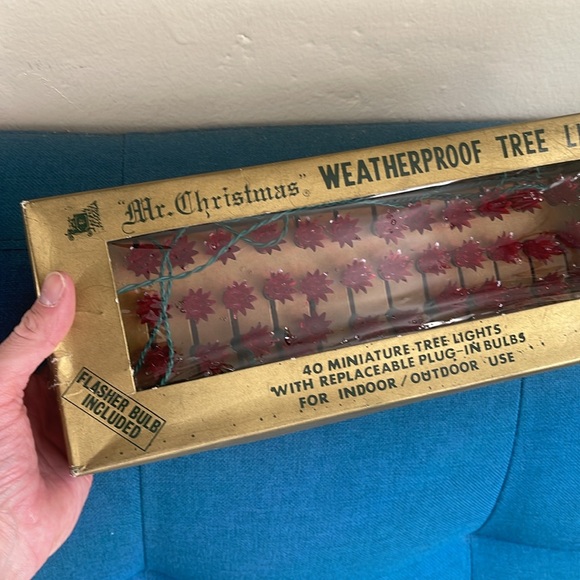 "Mr. Christmas"® WEATHERPROOF TREE LI
40 MINIATURE TREE LIGHTS
WITH REPLACEABLE PLUG-IN BULBS
FOR INDOOR/OUTDOOR USE
FLASHER BULB
INCLUDED